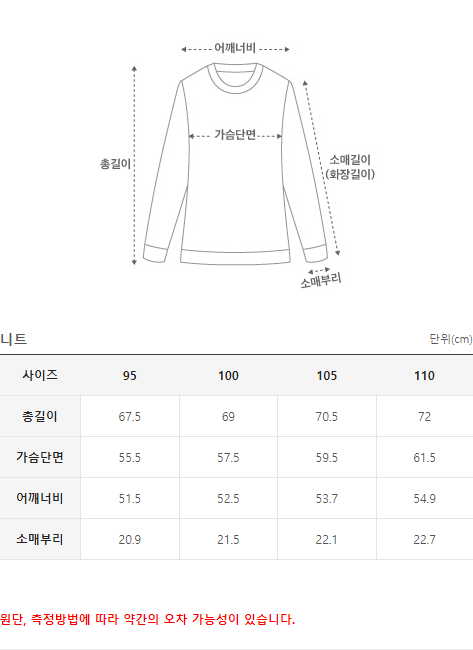 어깨너비
가슴단면
총길이
소매길이
(화장길이)
소매부리
니트 단위(cm)
사이즈 95 100 105 110
총길이 67.5 69 70.5 72
가슴단면 55.5 57.5 59.5 61.5
어깨너비 51.5 52.5 53.7 54.9
소매부리 20.9 21.5 22.1 22.7
원단, 측정방법에 따라 약간의 오차 가능성이 있습니다.